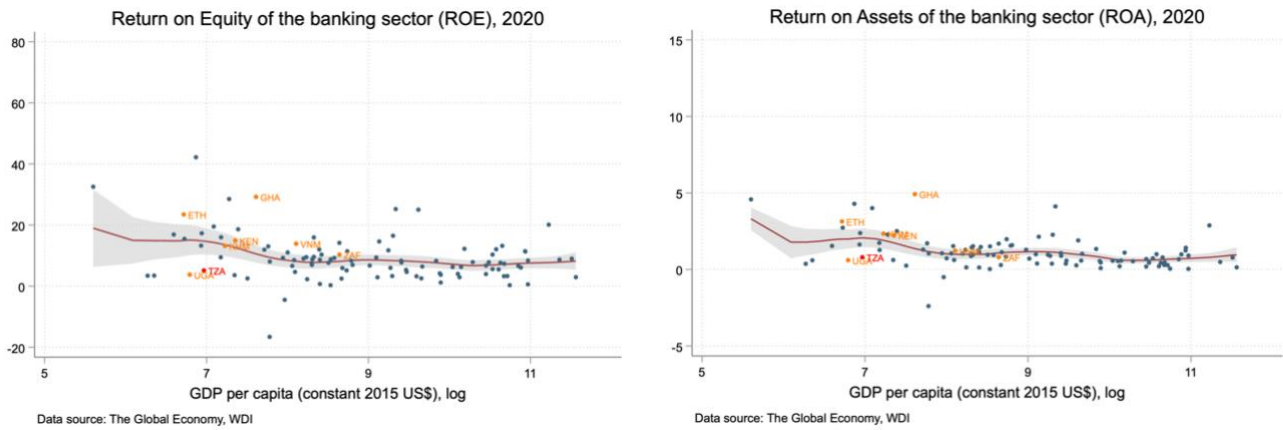 Return on Equity of the banking sector (ROE), 2020
80
60
40
20
0
-20
GHA
ETH
KEN
VNM
ZAF
UGA
TZA
5
7
9
11
GDP per capita (constant 2015 US$), log
Data source: The Global Economy, WDI
Return on Assets of the banking sector (ROA), 2020
15
10
5
0
-5
GHA
ETH
KEN
UGA
TZA
ZAF
5
7
9
11
GDP per capita (constant 2015 US$), log
Data source: The Global Economy, WDI